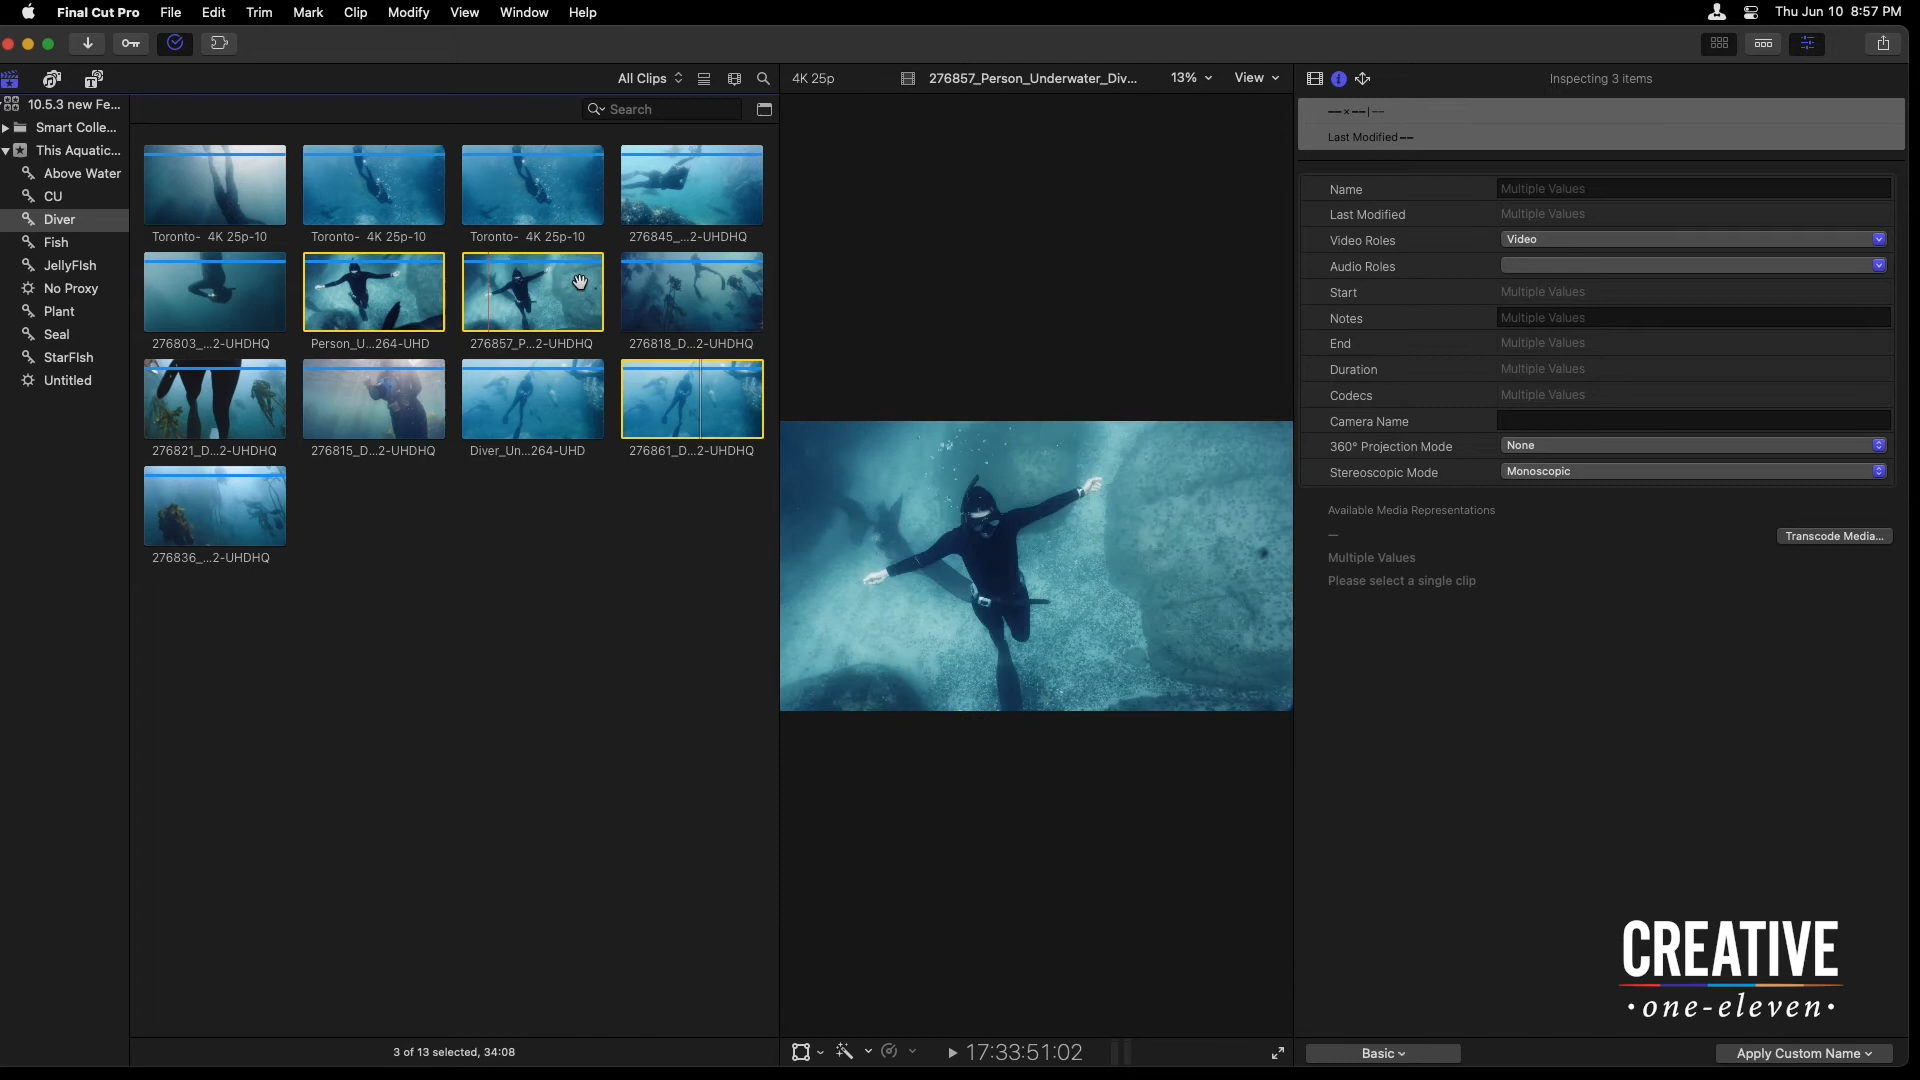 Final Cut Pro File Edit Trim Mark Clip Modify View Window Help Thu Jun 10 8:57 PM
All Clips 4K 25p 276857_Person_Underwater_Div... 13% View Inspecting 3 items
10.5.3 new Fe...
Smart Colle...
This Aquatic...
Above Water
CU
Diver
Fish
JellyFIsh
No Proxy
Plant
Seal
StarFIsh
Untitled
Search
Toronto- 4K 25p-10 Toronto- 4K 25p-10 Toronto- 4K 25p-10 276845_...2-UHDHQ
276803_...2-UHDHQ Person_U...264-UHD 276857_P...2-UHDHQ 276818_D...2-UHDHQ
276821_D...2-UHDHQ 276815_D...2-UHDHQ Diver_Un...264-UHD 276861_D...2-UHDHQ
276836_...2-UHDHQ
3 of 13 selected, 34:08
17:33:51:02
Last Modified
Name Multiple Values
Last Modified Multiple Values
Video Roles Video
Audio Roles
Start Multiple Values
Notes Multiple Values
End Multiple Values
Duration Multiple Values
Codecs Multiple Values
Camera Name
360° Projection Mode None
Stereoscopic Mode Monoscopic
Available Media Representations
Transcode Media...
Multiple Values
Please select a single clip
CREATIVE
•one-eleven•
Basic Apply Custom Name